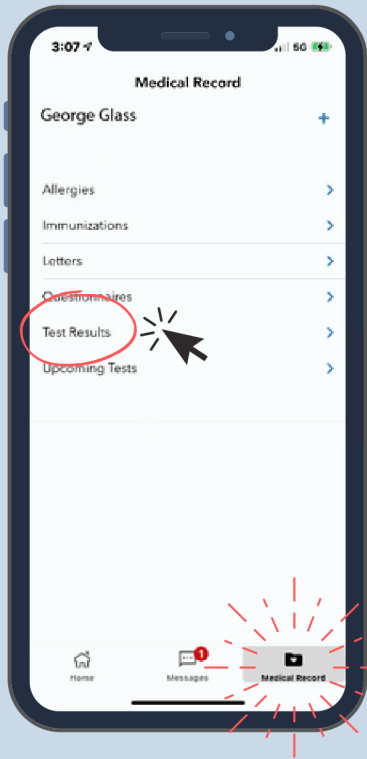 3:07
5G
Medical Record
George Glass
+
Allergies
Immunizations
Letters
Questionnaires
Test Results
Upcoming Tests
1
Home
Messages
Medical Record